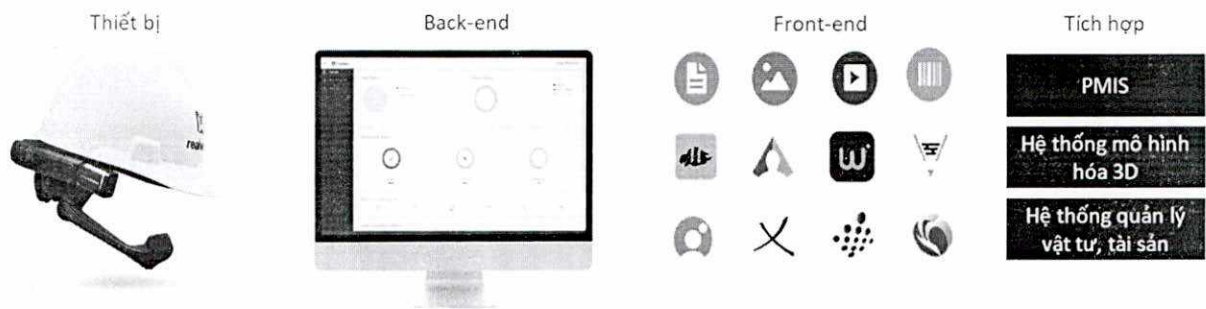 Thiết bị
Back-end
Front-end
Tích hợp
PMIS
Hệ thống mô hình
hóa 3D
Hệ thống quản lý
vật tư, tài sản